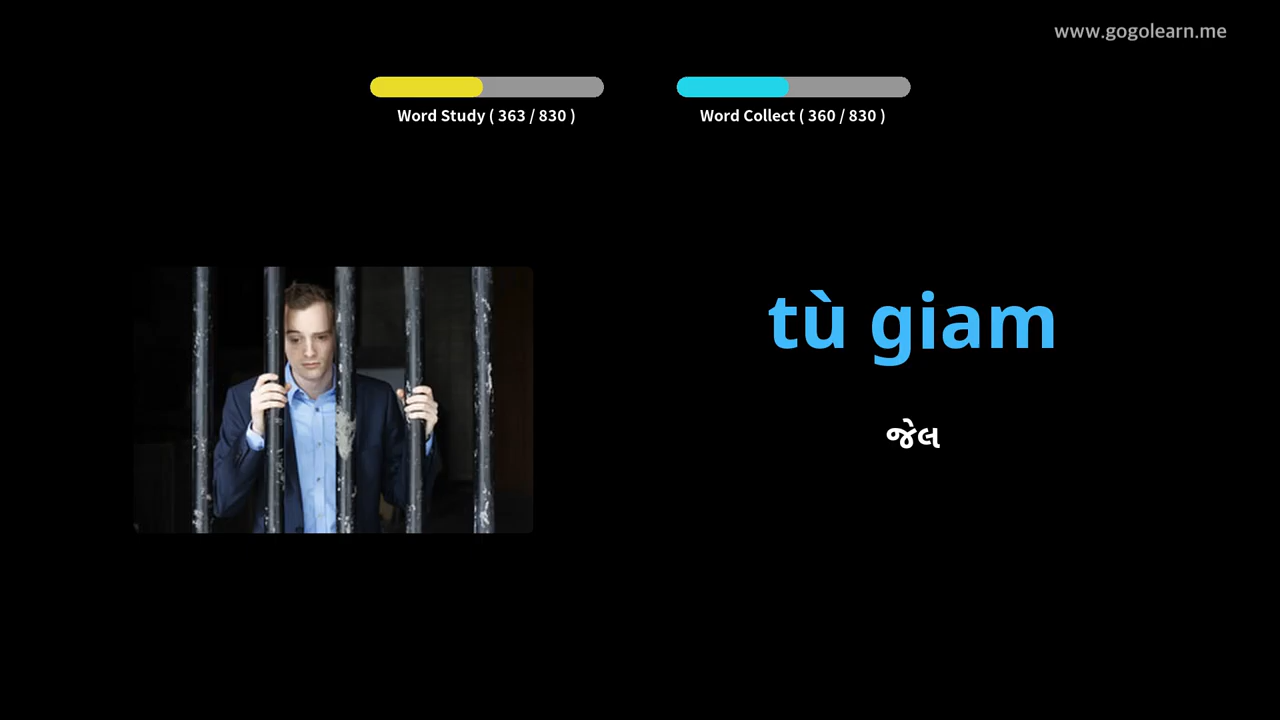 www.gogolearn.me
Word Study ( 363 / 830 )
Word Collect ( 360 / 830 )
tù giam
જેલ